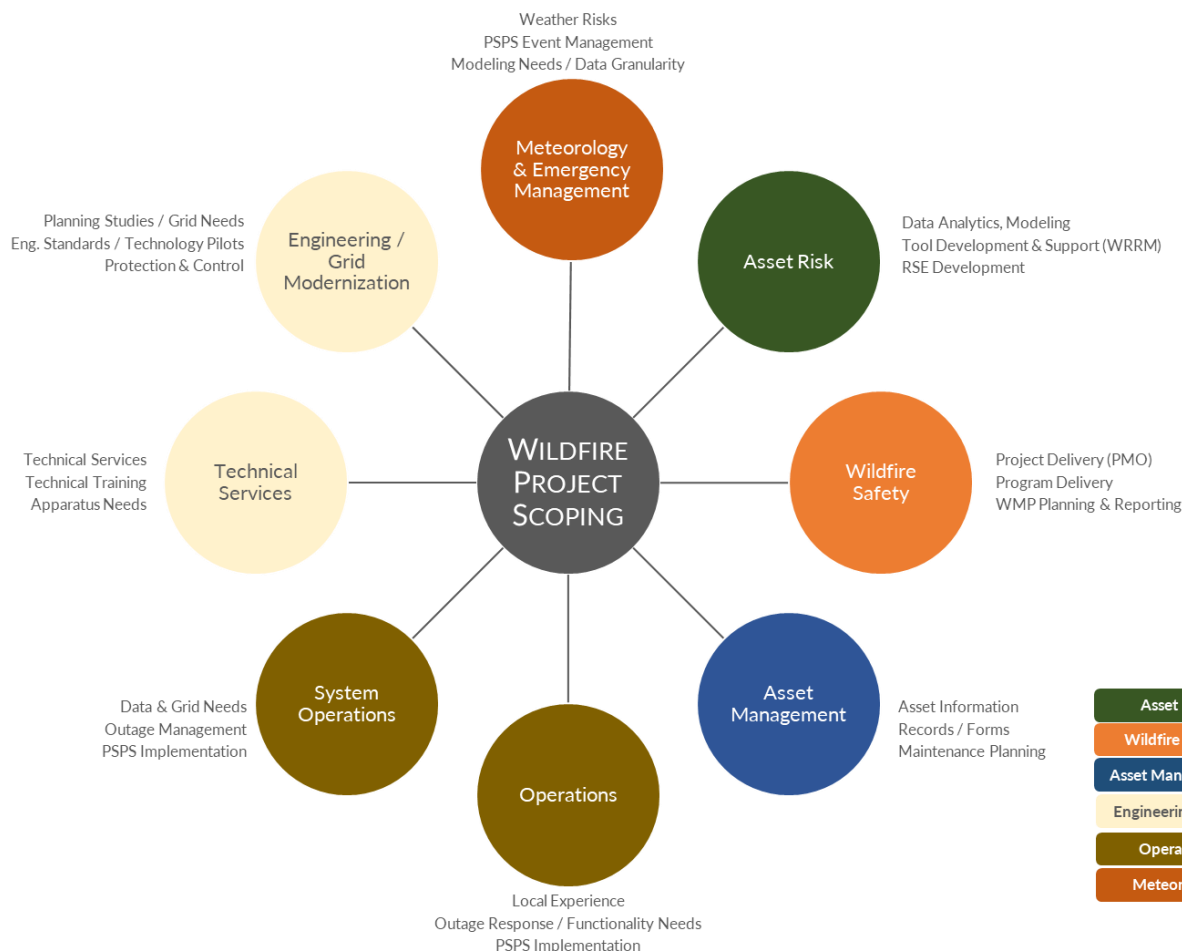 Weather Risks
PSPS Event Management
Modeling Needs / Data Granularity
Meteorology
& Emergency
Management
Planning Studies / Grid Needs
Eng. Standards / Technology Pilots
Protection & Control
Engineering /
Grid
Modernization
Asset Risk
Data Analytics, Modeling
Tool Development & Support (WRRM)
RSE Development
Technical Services
Technical Training
Apparatus Needs
Technical
Services
WILDFIRE
PROJECT
SCOPING
Wildfire
Safety
Project Delivery (PMO)
Program Delivery
WMP Planning & Reporting
Data & Grid Needs
Outage Management
PSPS Implementation
System
Operations
Operations
Local Experience
Outage Response / Functionality Needs
PSPS Implementation
Asset
Management
Asset Information
Records / Forms
Maintenance Planning
Asset
Wildfire
Asset